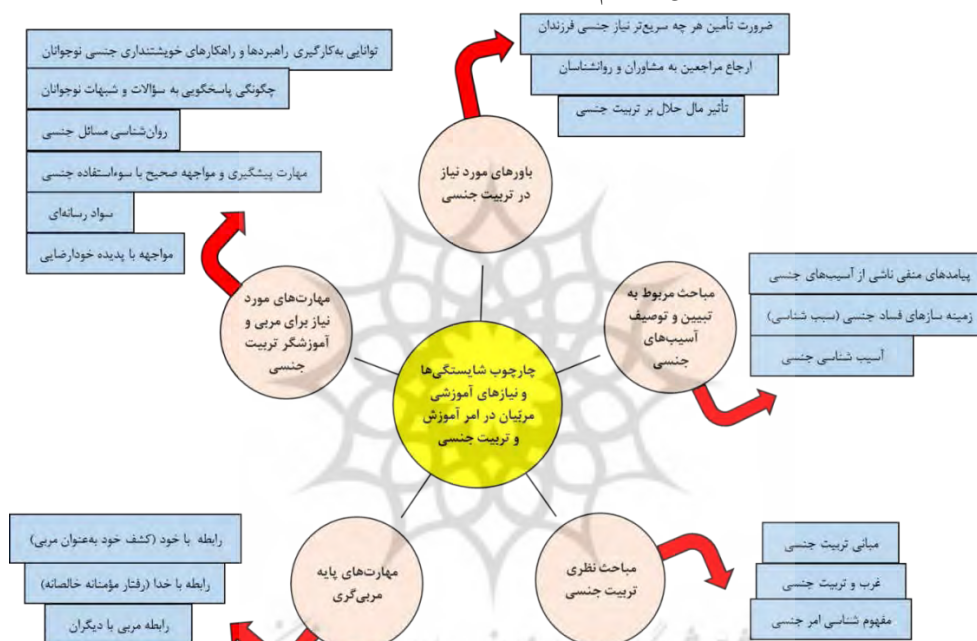 ضرورت تأمین هر چه سریع‌تر نیاز جنسی فرزندان
ارجاع مراجعین به مشاوران و روانشناسان
تأثیر مال حلال بر تربیت جنسی
توانایی به‌کارگیری راهبردها و راهکارهای خویشتنداری جنسی نوجوانان
چگونگی پاسخگویی به سؤالات و شبهات نوجوانان
روان‌شناسی مسائل جنسی
مهارت پیشگیری و مواجهه صحیح با سوءاستفاده جنسی
سواد رسانه‌ای
مواجهه با پدیده خودارضایی
باورهای مورد نیاز
در تربیت جنسی
مباحث مربوط به
تبیین و توصیف
آسیب‌های
جنسی
پیامدهای منفی ناشی از آسیب‌های جنسی
زمینه سازهای فساد جنسی (سبب شناسی)
آسیب شناسی جنسی
مهارت‌های مورد
نیاز برای مربی و
آموزشگر تربیت
جنسی
چارچوب شایستگی‌ها
و نیازهای آموزشی
مربّیان در امر آموزش
و تربیت جنسی
مباحث نظری
تربیت جنسی
مبانی تربیت جنسی
غرب و تربیت جنسی
مفهوم شناسی امر جنسی
مهارت‌های پایه
مربی‌گری
رابطه با خود (کشف خود به‌عنوان مربی)
رابطه با خدا (رفتار مؤمنانه خالصانه)
رابطه مربی با دیگران